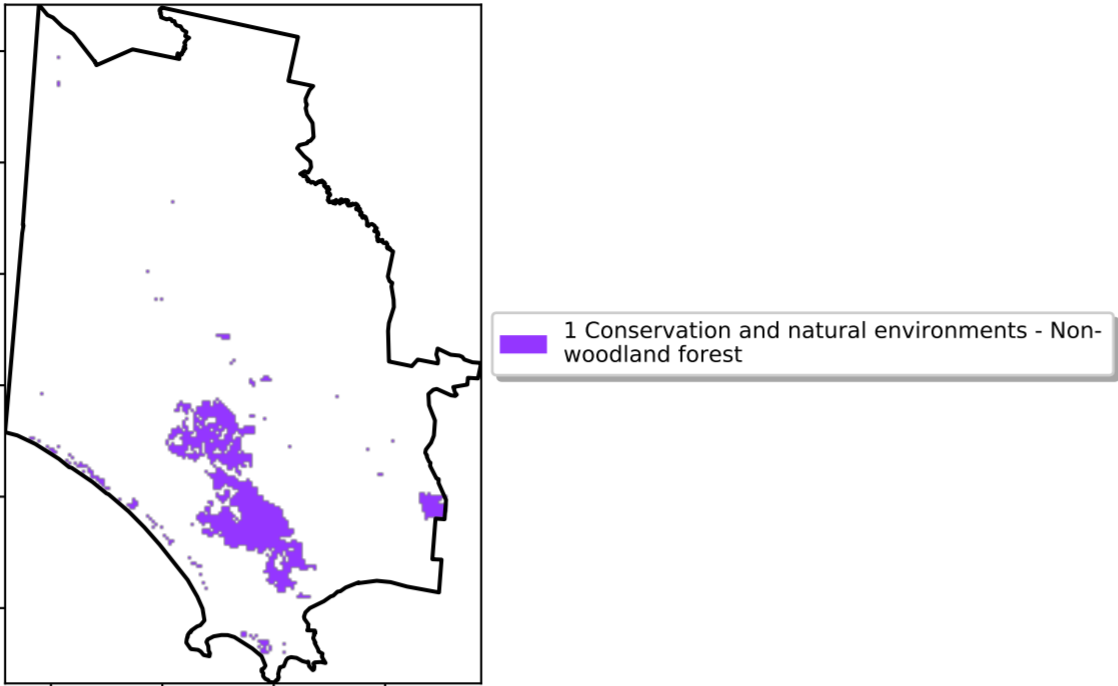 1 Conservation and natural environments - Non-
woodland forest